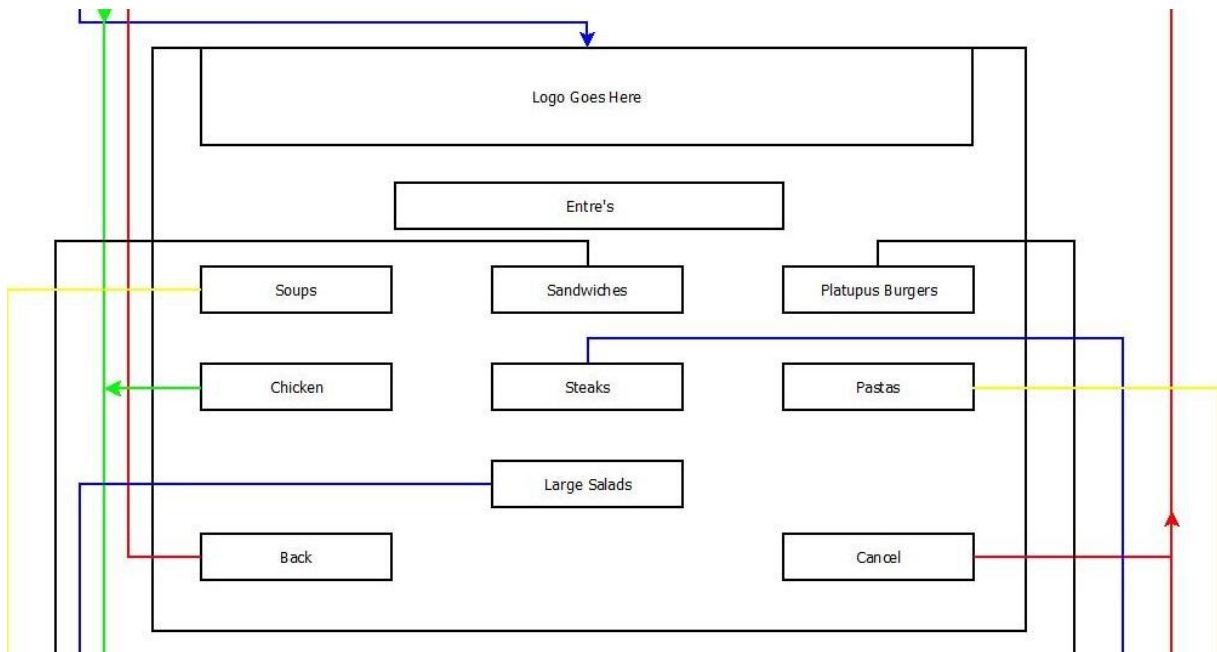 Logo Goes Here
Entre's
Soups
Sandwiches
Platupus Burgers
Chicken
Steaks
Pastas
Large Salads
Back
Cancel